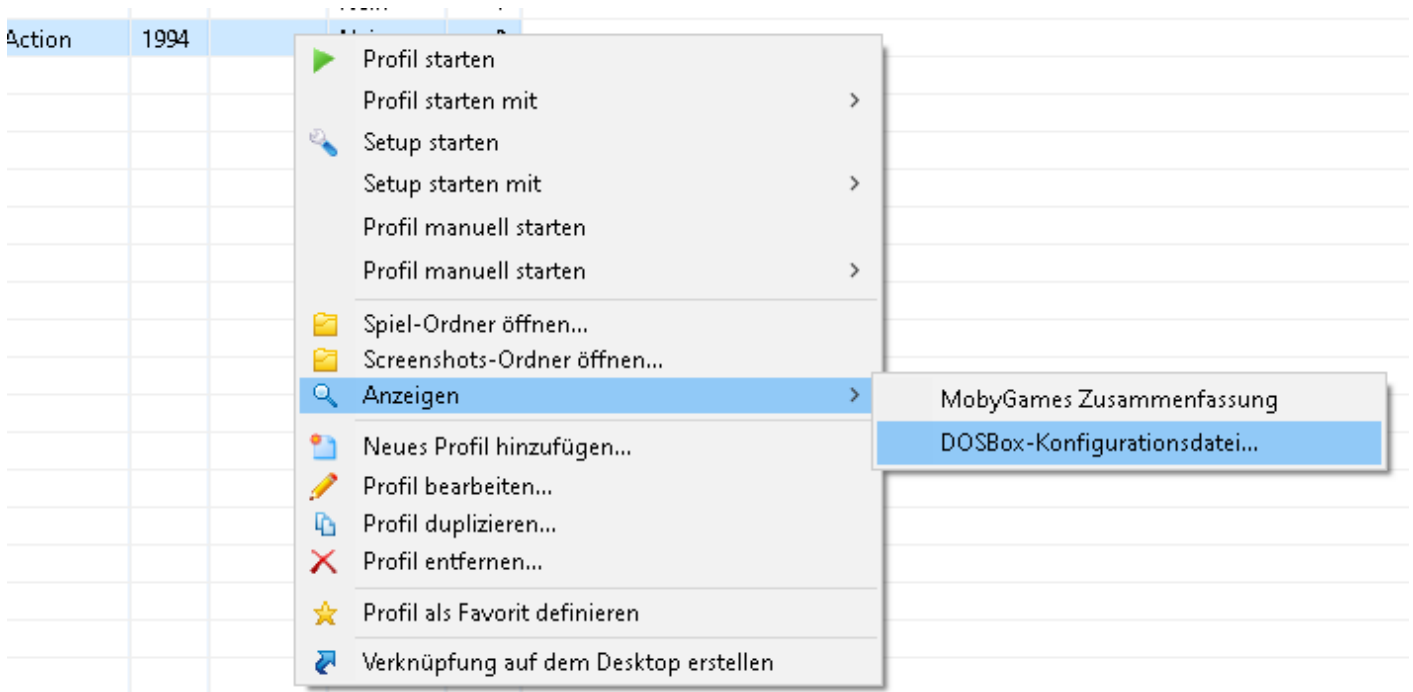 Action 1994
Profil starten
Profil starten mit
Setup starten
Setup starten mit
Profil manuell starten
Profil manuell starten
Spiel-Ordner öffnen...
Screenshots-Ordner öffnen...
Anzeigen
MobyGames Zusammenfassung
DOSBox-Konfigurationsdatei...
Neues Profil hinzufügen...
Profil bearbeiten...
Profil duplizieren...
Profil entfernen...
Profil als Favorit definieren
Verknüpfung auf dem Desktop erstellen